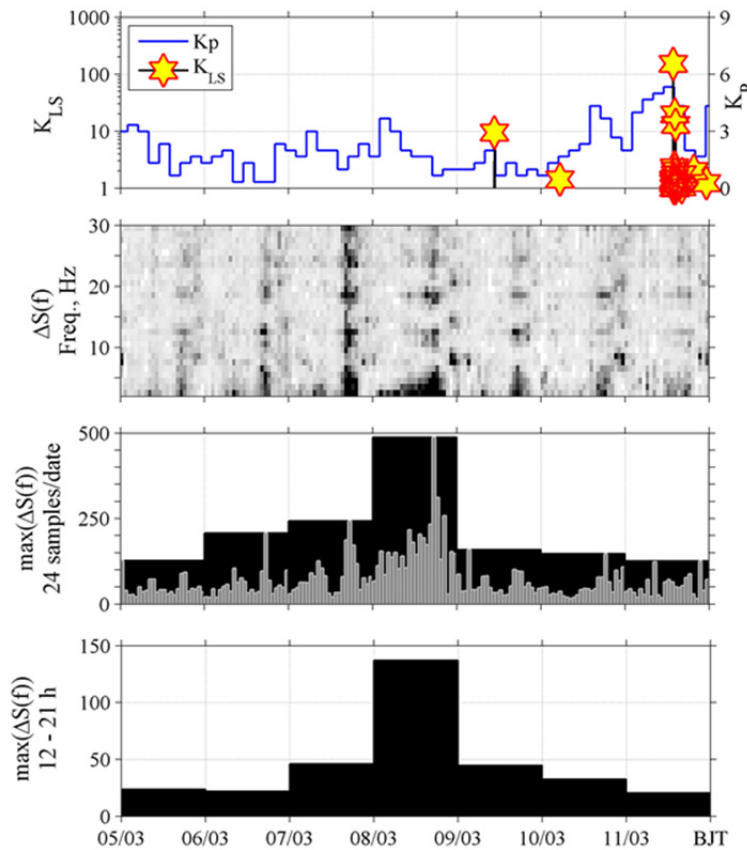 1000
100
10
1
K_LS
Kp
K_LS
9
6
3
0
K_P
30
20
10
ΔS(f)
Freq., Hz
500
250
0
max(ΔS(f))
24 samples/date
150
100
50
0
max(ΔS(f))
12 - 21 h
05/03 06/03 07/03 08/03 09/03 10/03 11/03 BJT